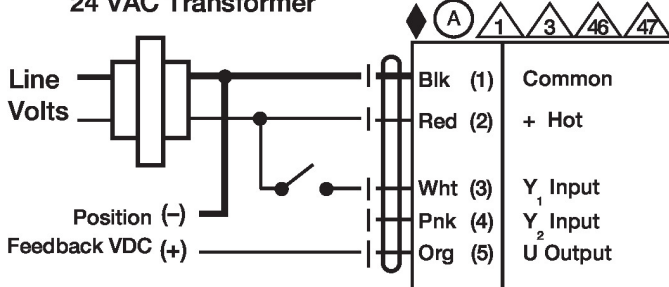 24 VAC Transformer
A 1 3 46 47
Line
Volts
Blk (1) Common
Red (2) + Hot
Wht (3) Y1 Input
Pnk (4) Y2 Input
Org (5) U Output
Position (–)
Feedback VDC (+)